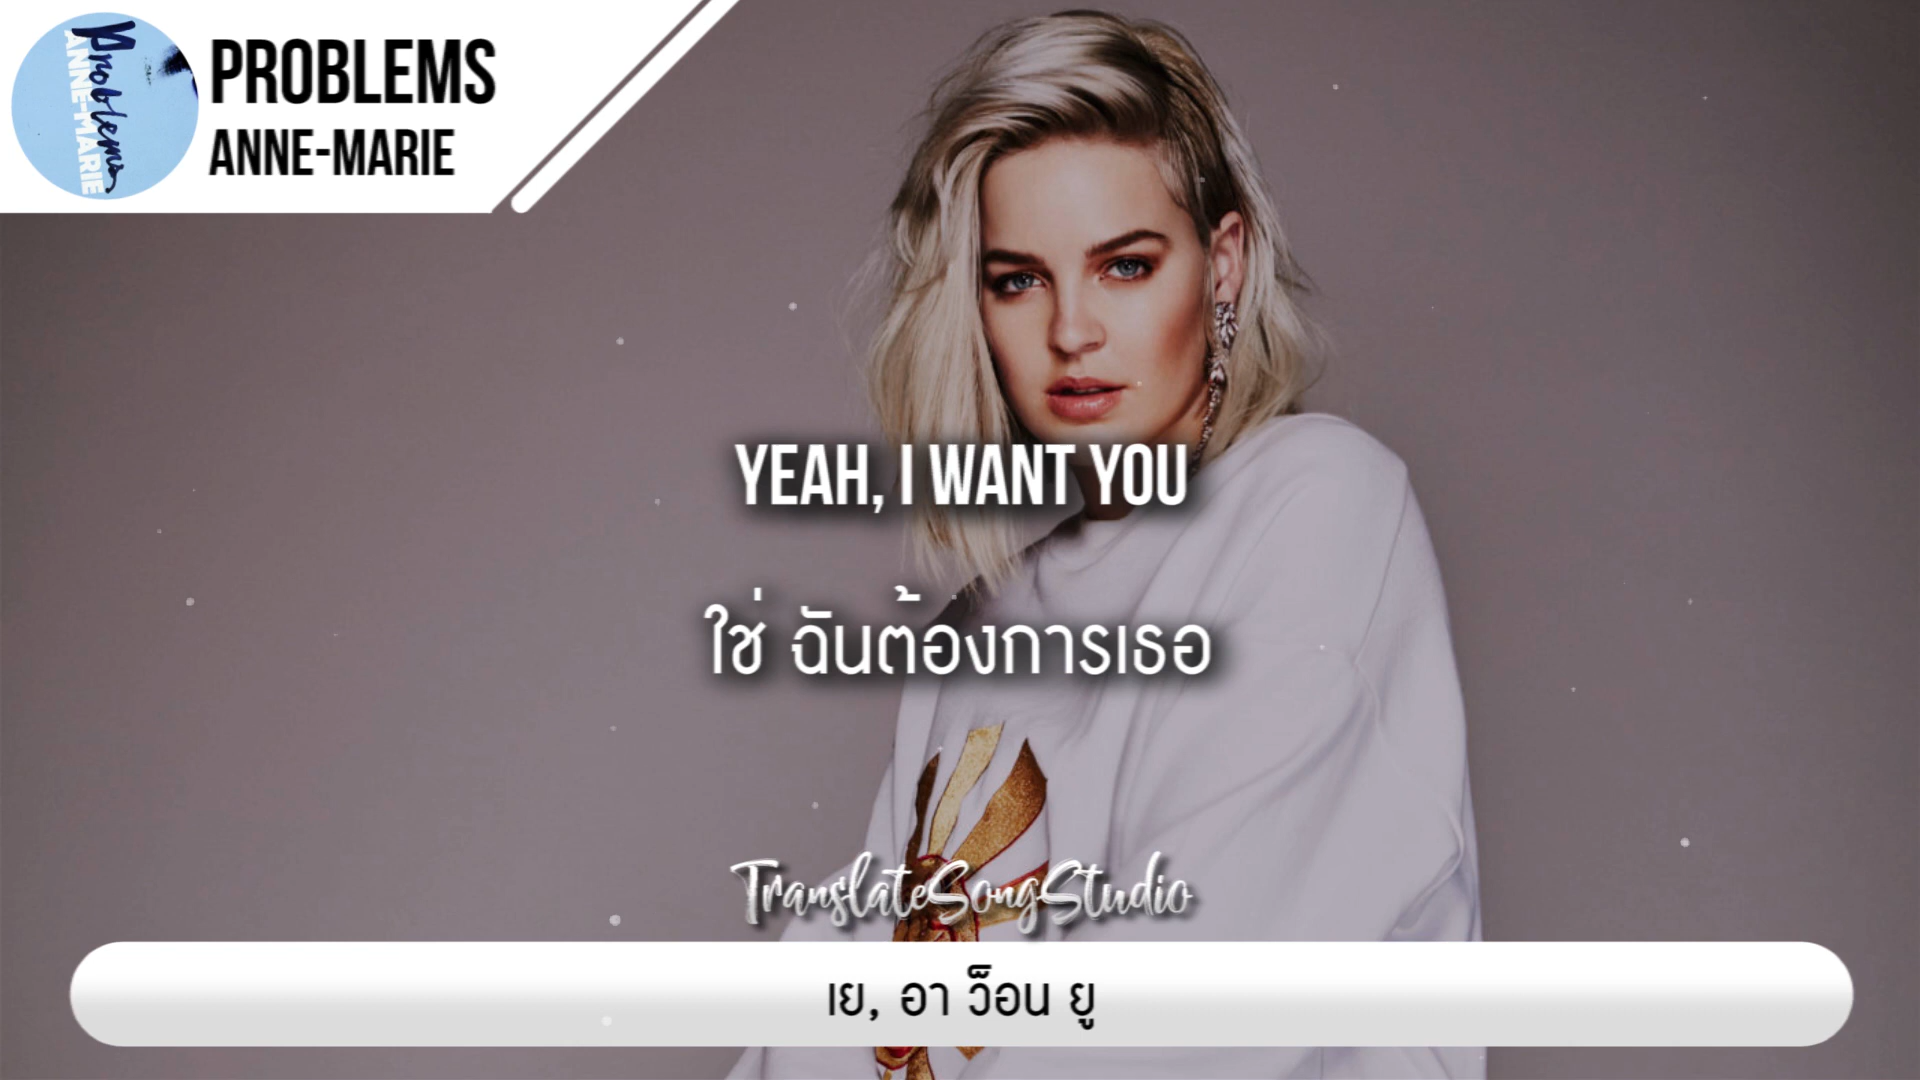 Problems
ANNE-MARIE
PROBLEMS
ANNE-MARIE
YEAH, I WANT YOU
ใช่ ฉันต้องการเธอ
TranslateSongStudio
เย, อา ว็อน ยู